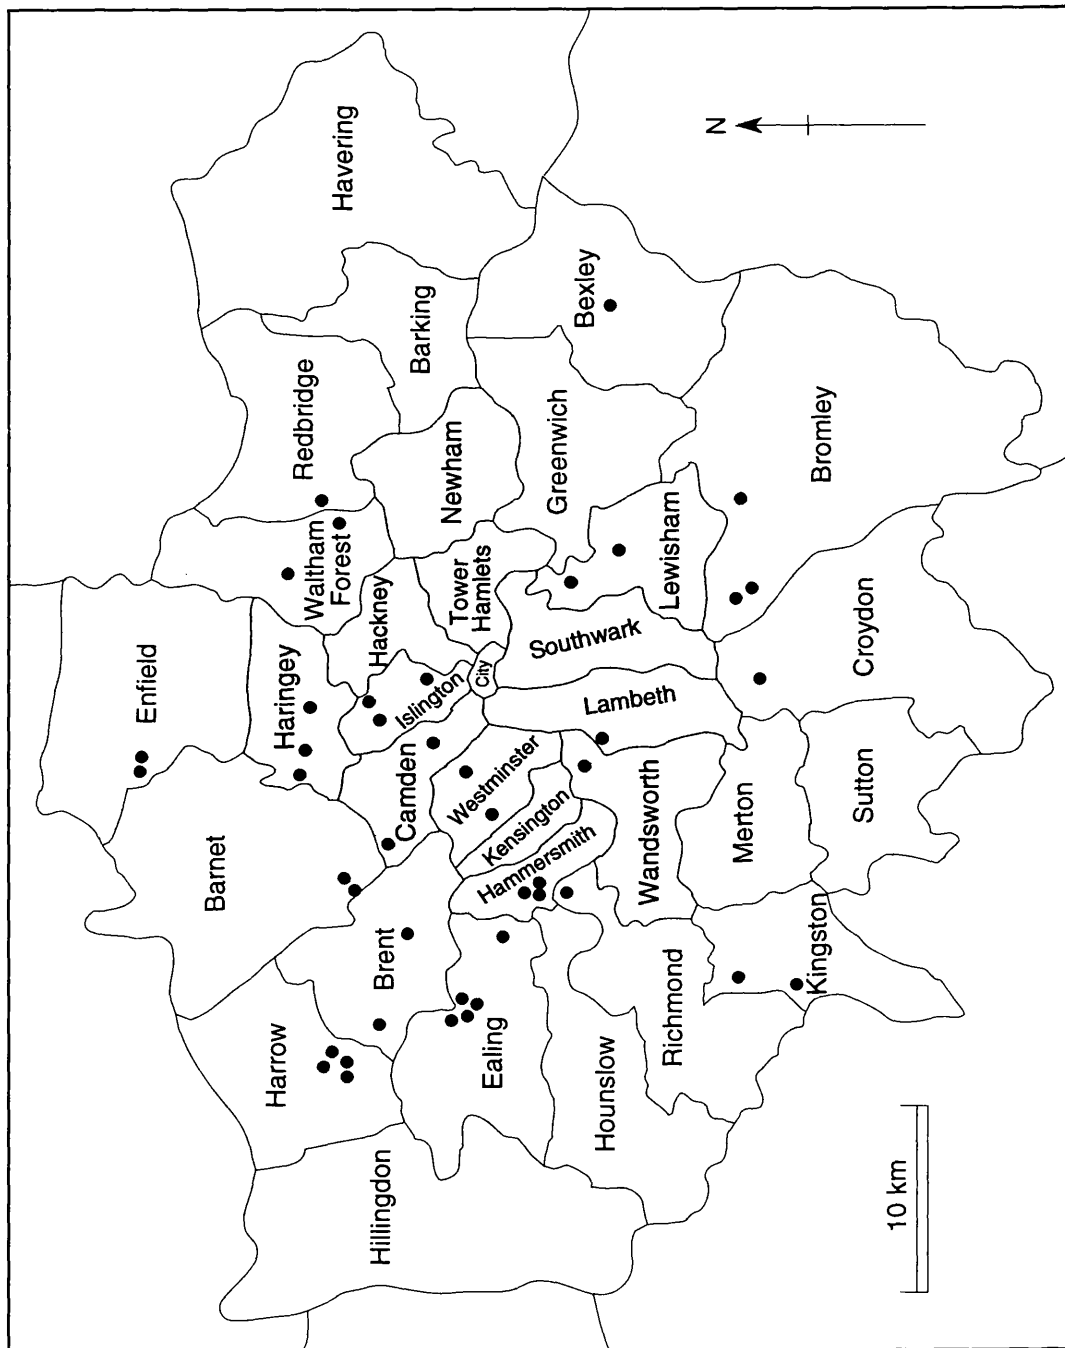 Enfield
Barnet
Haringey
Waltham
Forest
Redbridge
Havering
Harrow
Brent
Camden
Islington
Hackney
Barking
Hillingdon
Ealing
Westminster
Kensington
Hammersmith
City
Tower
Hamlets
Newham
Hounslow
Richmond
Wandsworth
Lambeth
Southwark
Lewisham
Greenwich
Bexley
Kingston
Merton
Sutton
Croydon
Bromley
N
10 km